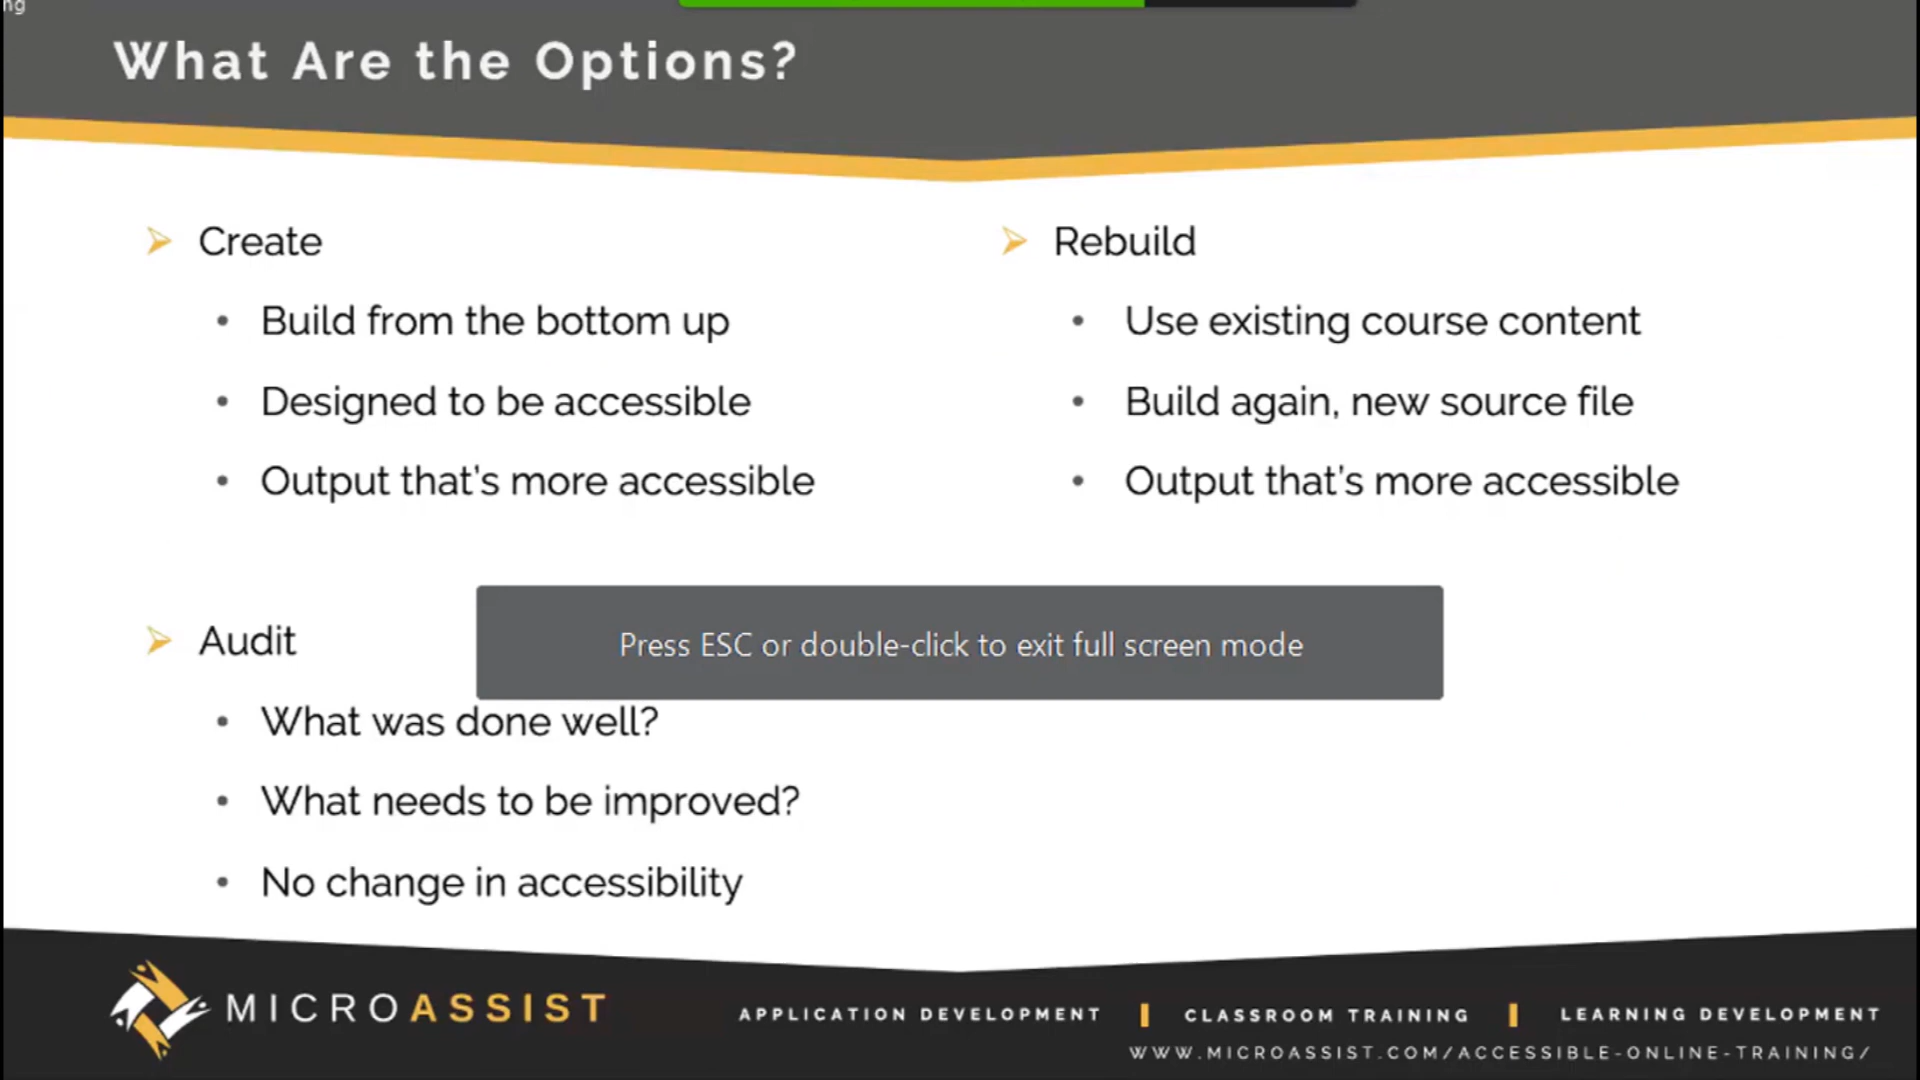 ng
What Are the Options?
Create
Build from the bottom up
Designed to be accessible
Output that's more accessible
Rebuild
Use existing course content
Build again, new source file
Output that's more accessible
Audit
What was done well?
What needs to be improved?
No change in accessibility
Press ESC or double-click to exit full screen mode
MICROASSIST
APPLICATION DEVELOPMENT | CLASSROOM TRAINING | LEARNING DEVELOPMENT
WWW.MICROASSIST.COM/ACCESSIBLE-ONLINE-TRAINING/